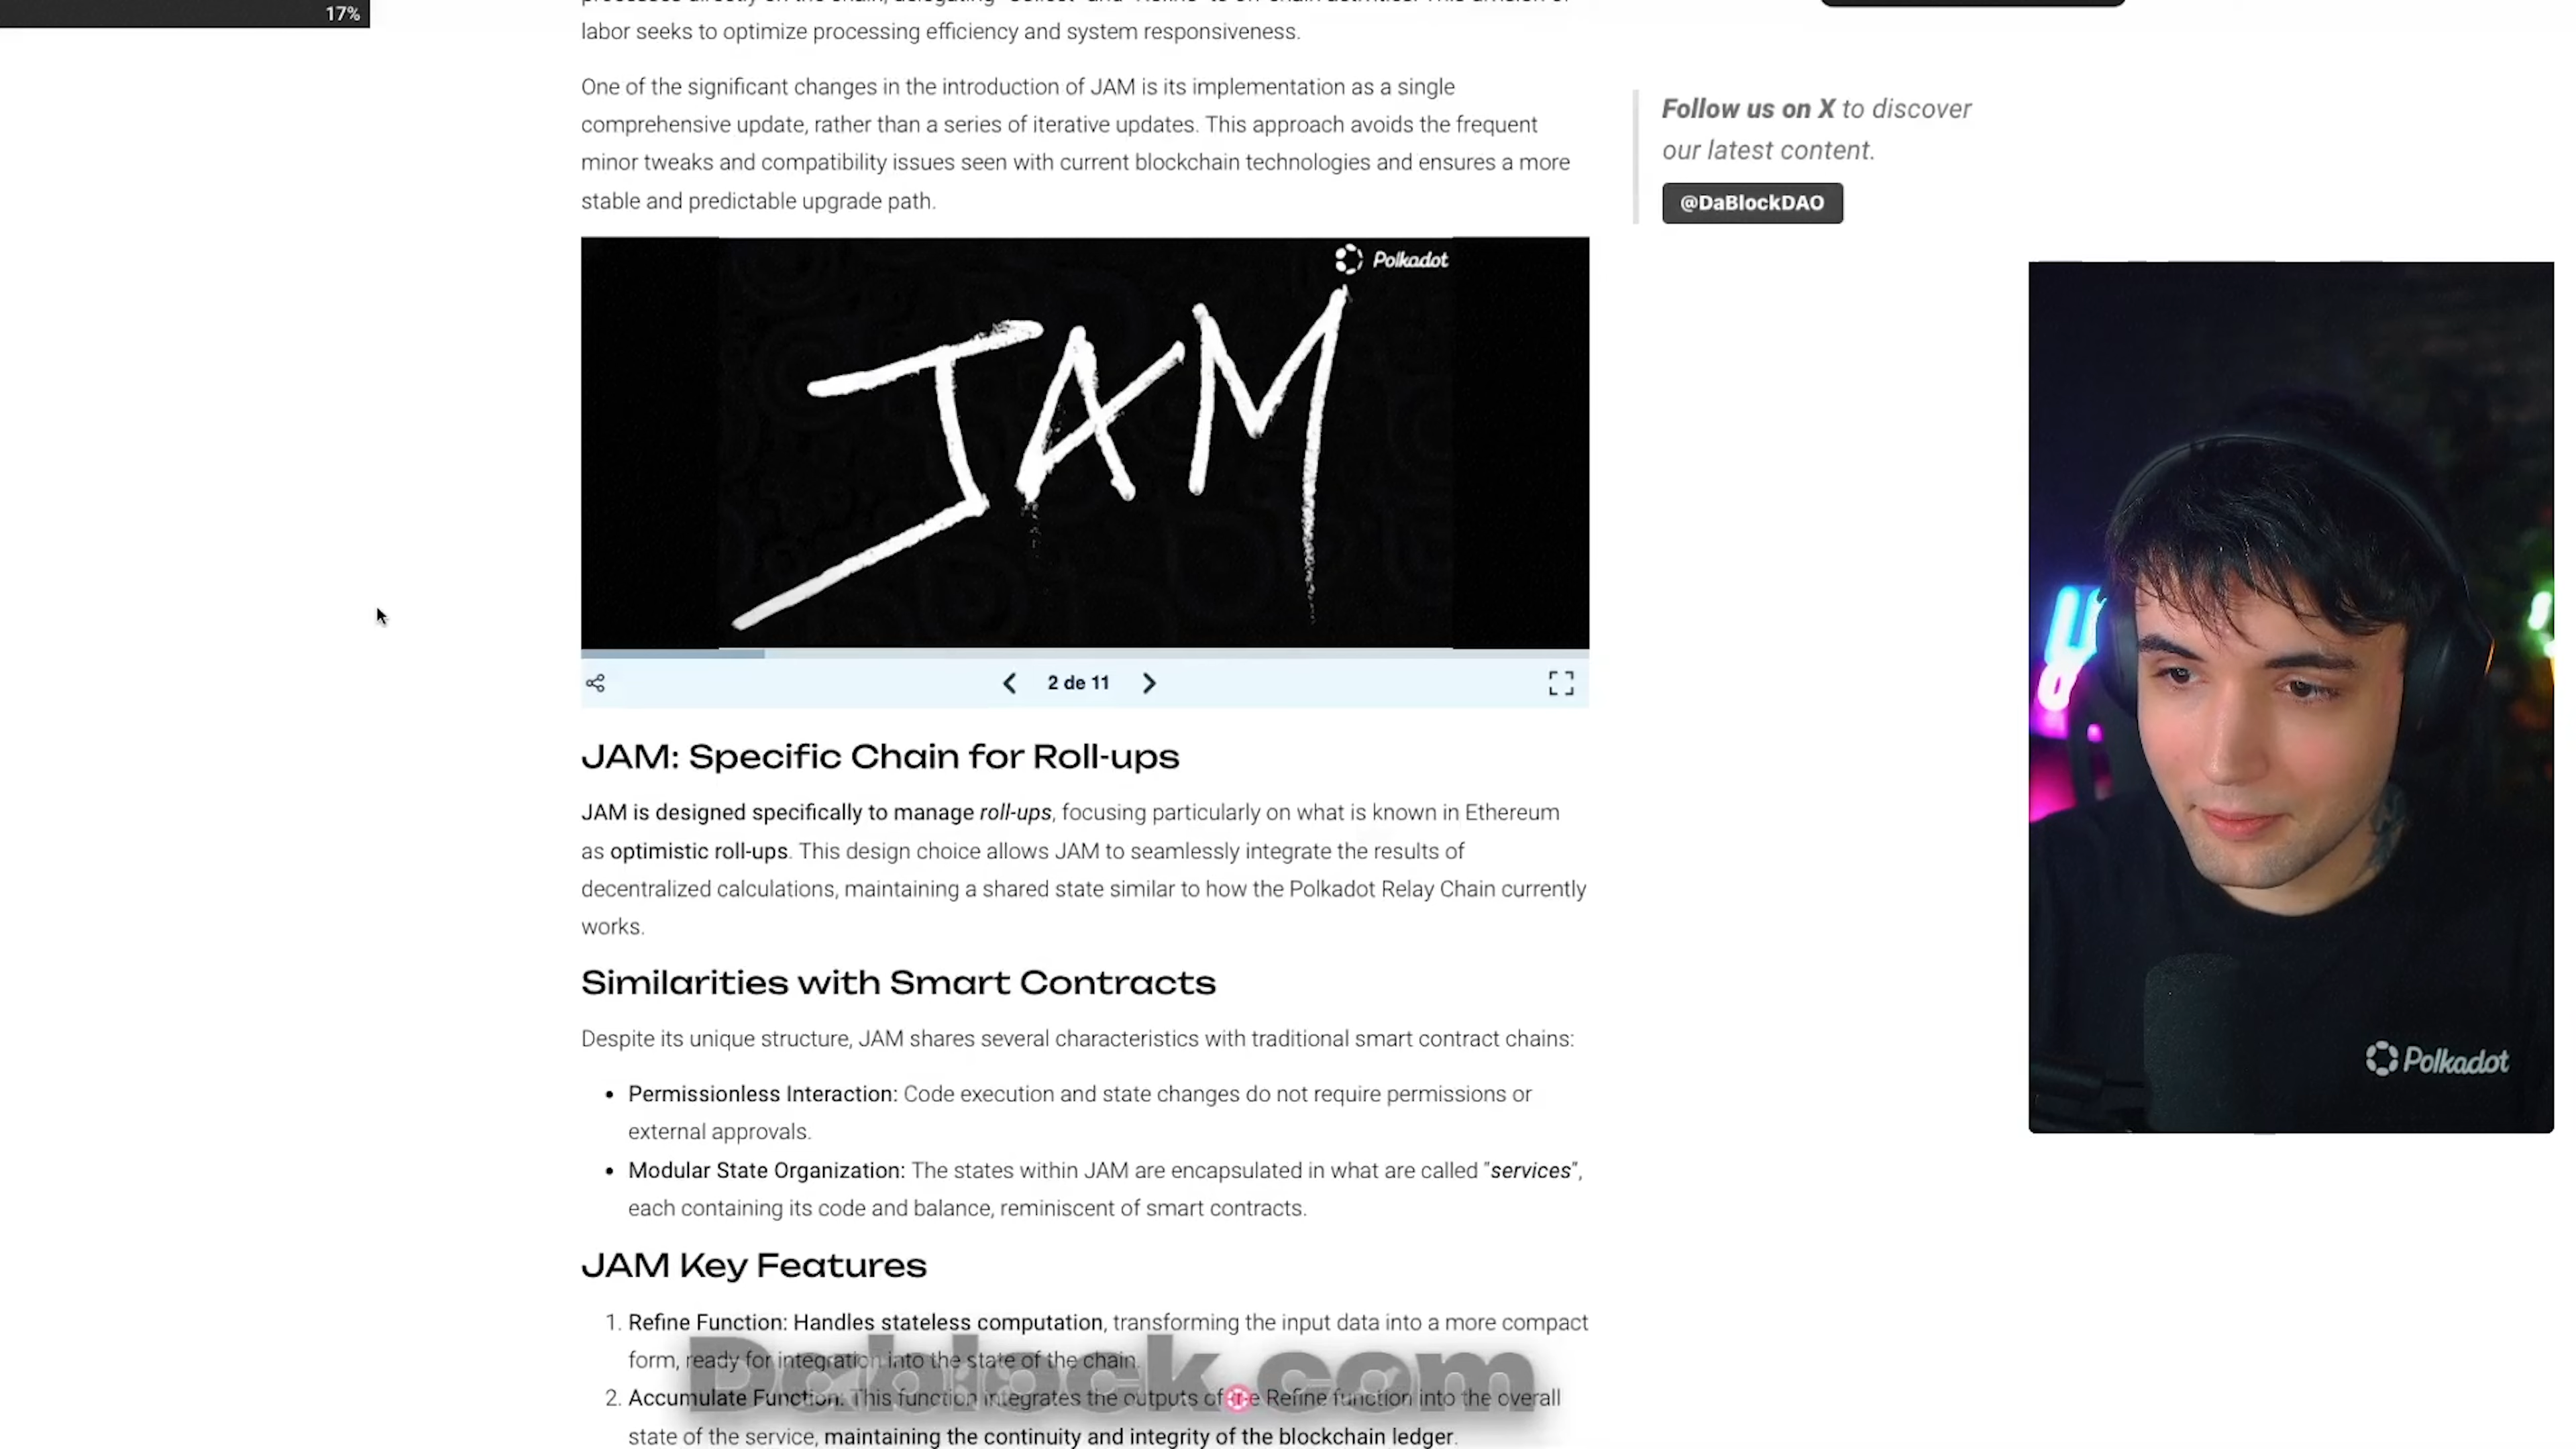 17%
labor seeks to optimize processing efficiency and system responsiveness.
One of the significant changes in the introduction of JAM is its implementation as a single
comprehensive update, rather than a series of iterative updates. This approach avoids the frequent
minor tweaks and compatibility issues seen with current blockchain technologies and ensures a more
stable and predictable upgrade path.
Follow us on X to discover
our latest content.
@DaBlockDAO
Polkadot
JAM
2 de 11
JAM: Specific Chain for Roll-ups
JAM is designed specifically to manage roll-ups, focusing particularly on what is known in Ethereum
as optimistic roll-ups. This design choice allows JAM to seamlessly integrate the results of
decentralized calculations, maintaining a shared state similar to how the Polkadot Relay Chain currently
works.
Similarities with Smart Contracts
Despite its unique structure, JAM shares several characteristics with traditional smart contract chains:
• Permissionless Interaction: Code execution and state changes do not require permissions or
external approvals.
• Modular State Organization: The states within JAM are encapsulated in what are called "services",
each containing its code and balance, reminiscent of smart contracts.
JAM Key Features
1. Refine Function: Handles stateless computation, transforming the input data into a more compact
form, ready for integration into the state of the chain.
2. Accumulate Function: This function integrates the outputs of Refine function into the overall
state of the service, maintaining the continuity and integrity of the blockchain ledger.
Dablock.com
Polkadot